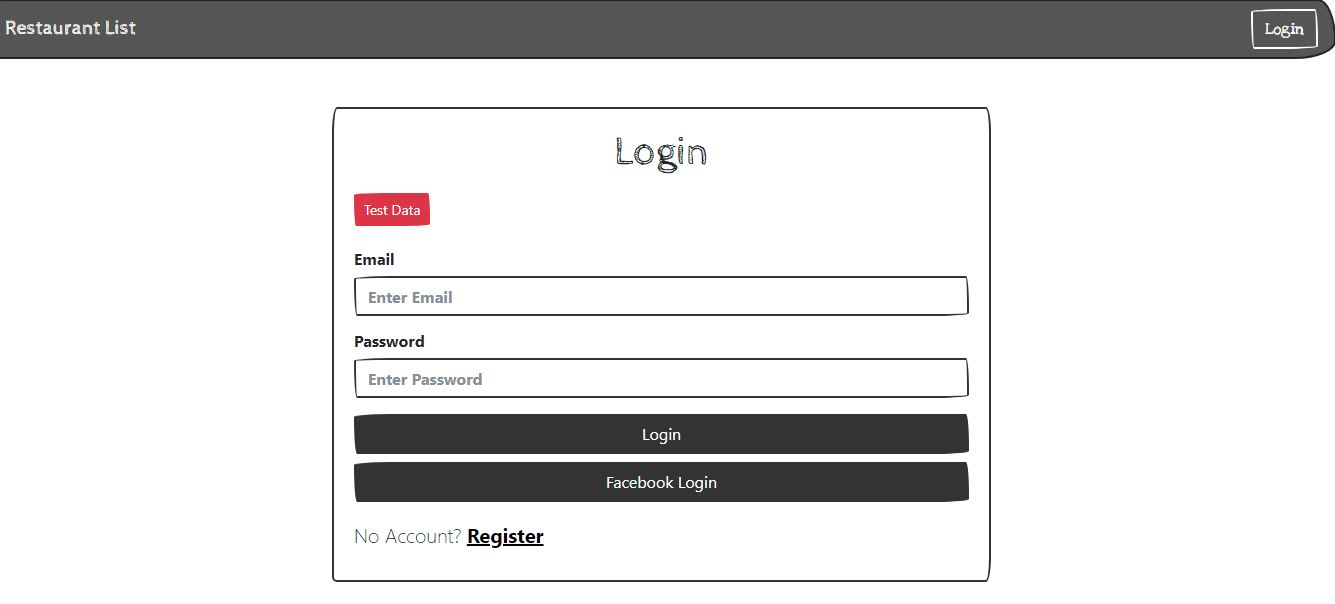 Restaurant List
Login
Login
Test Data
Email
Enter Email
Password
Enter Password
Login
Facebook Login
No Account? Register